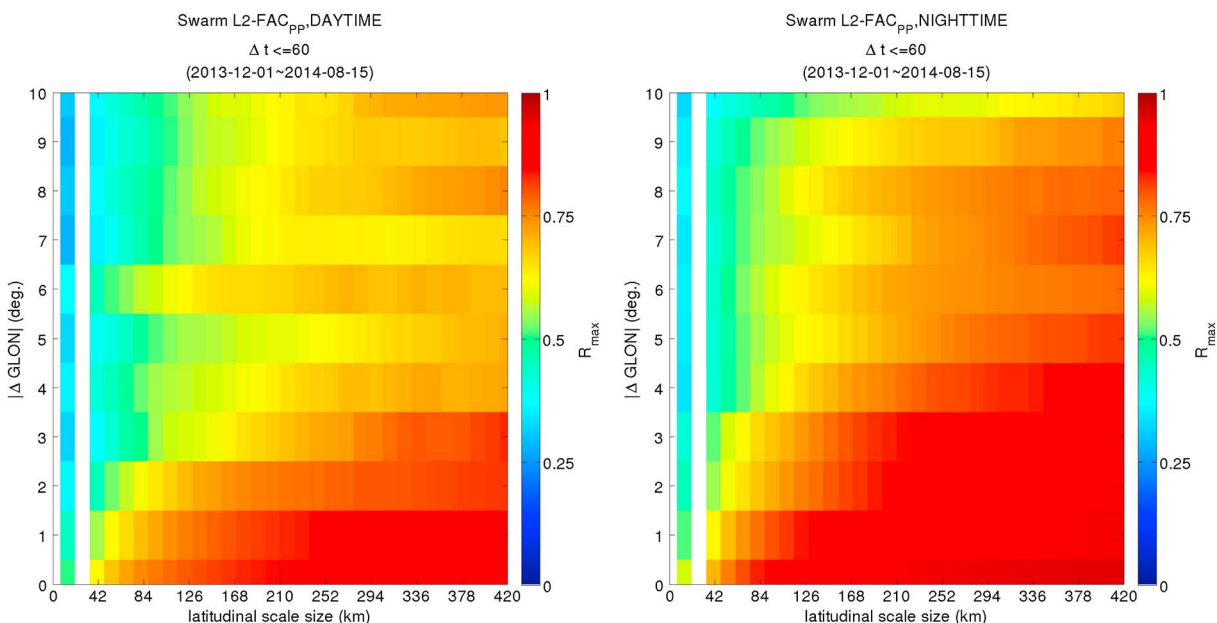 Swarm L2-FAC_PP,DAYTIME
Δ t <=60
(2013-12-01~2014-08-15)
10
9
8
7
6
5
4
3
2
1
0
|Δ GLON| (deg.)
0 42 84 126 168 210 252 294 336 378 420
latitudinal scale size (km)
1
0.75
0.5
0.25
0
R_max
Swarm L2-FAC_PP,NIGHTTIME
Δ t <=60
(2013-12-01~2014-08-15)
10
9
8
7
6
5
4
3
2
1
0
|Δ GLON| (deg.)
0 42 84 126 168 210 252 294 336 378 420
latitudinal scale size (km)
1
0.75
0.5
0.25
0
R_max